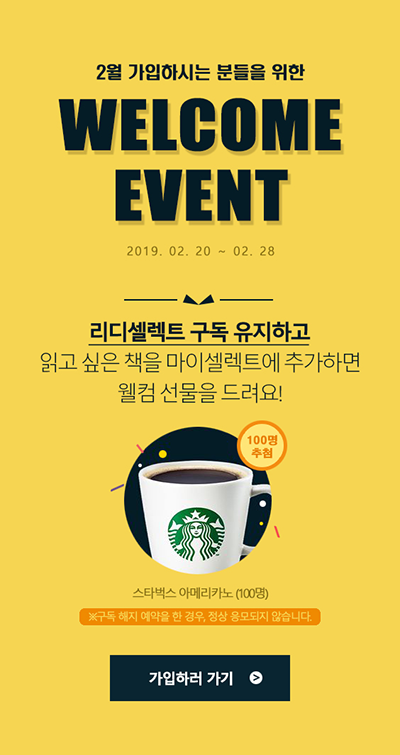 2월 가입하시는 분들을 위한
WELCOME
EVENT
2019. 02. 20 ~ 02. 28
리디셀렉트 구독 유지하고
읽고 싶은 책을 마이셀렉트에 추가하면
웰컴 선물을 드려요!
100명
추첨
스타벅스 아메리카노 (100명)
※구독 해지 예약을 한 경우, 정상 응모되지 않습니다.
가입하러 가기